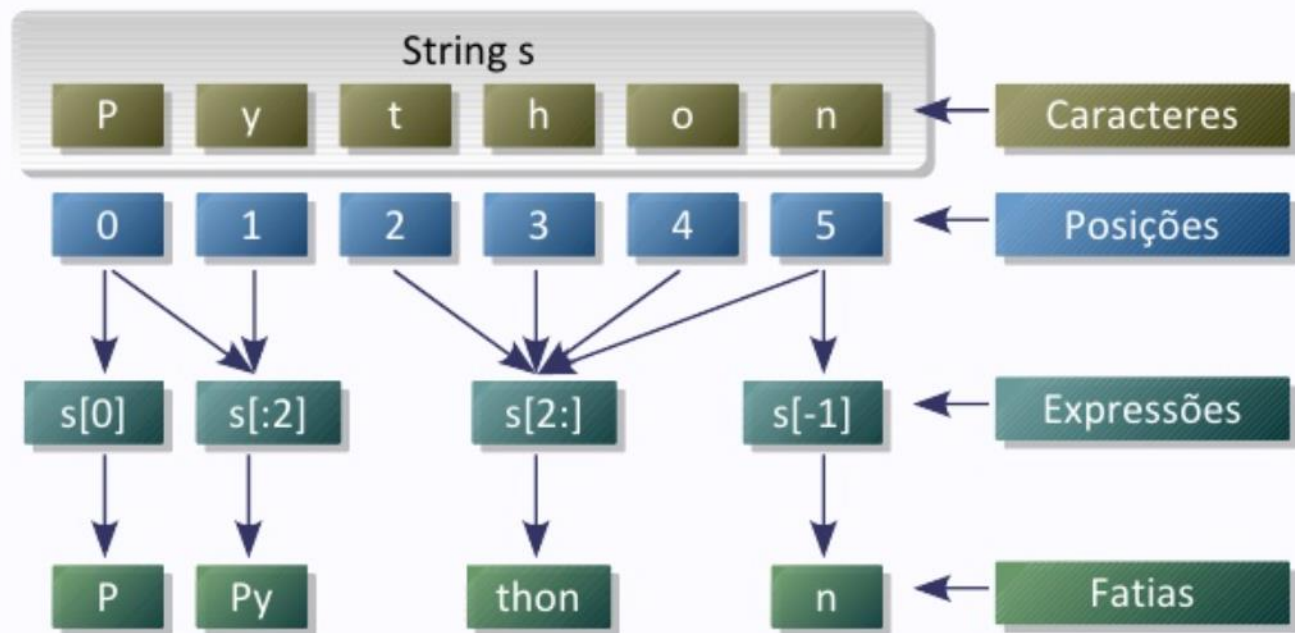 String s
P y t h o n Caracteres
0 1 2 3 4 5 Posições
s[0] s[:2] s[2:] s[-1] Expressões
P Py thon n Fatias